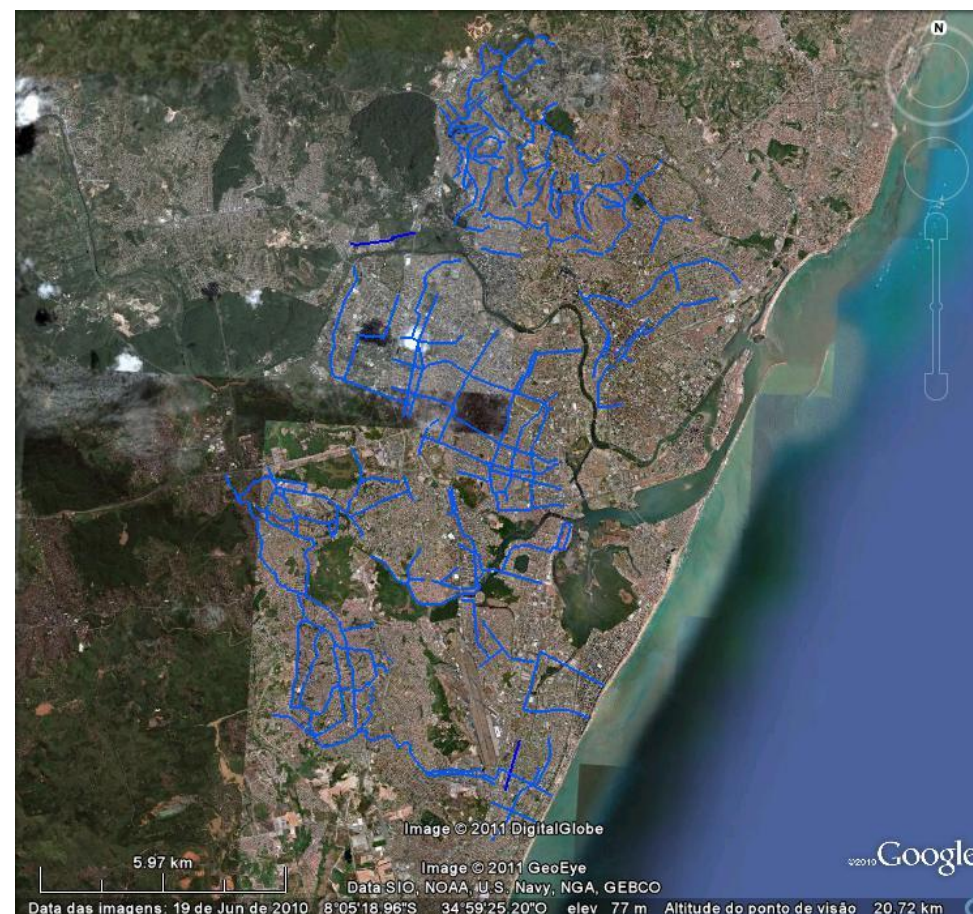 N
5.97 km
Image © 2011 DigitalGlobe
Image © 2011 GeoEye
Data SIO, NOAA, U.S. Navy, NGA, GEBCO
©2010 Google
Data das imagens: 19 de Jun de 2010 8°05'18.96"S 34°59'25.20"O elev 77 m Altitude do ponto de visão 20.72 km